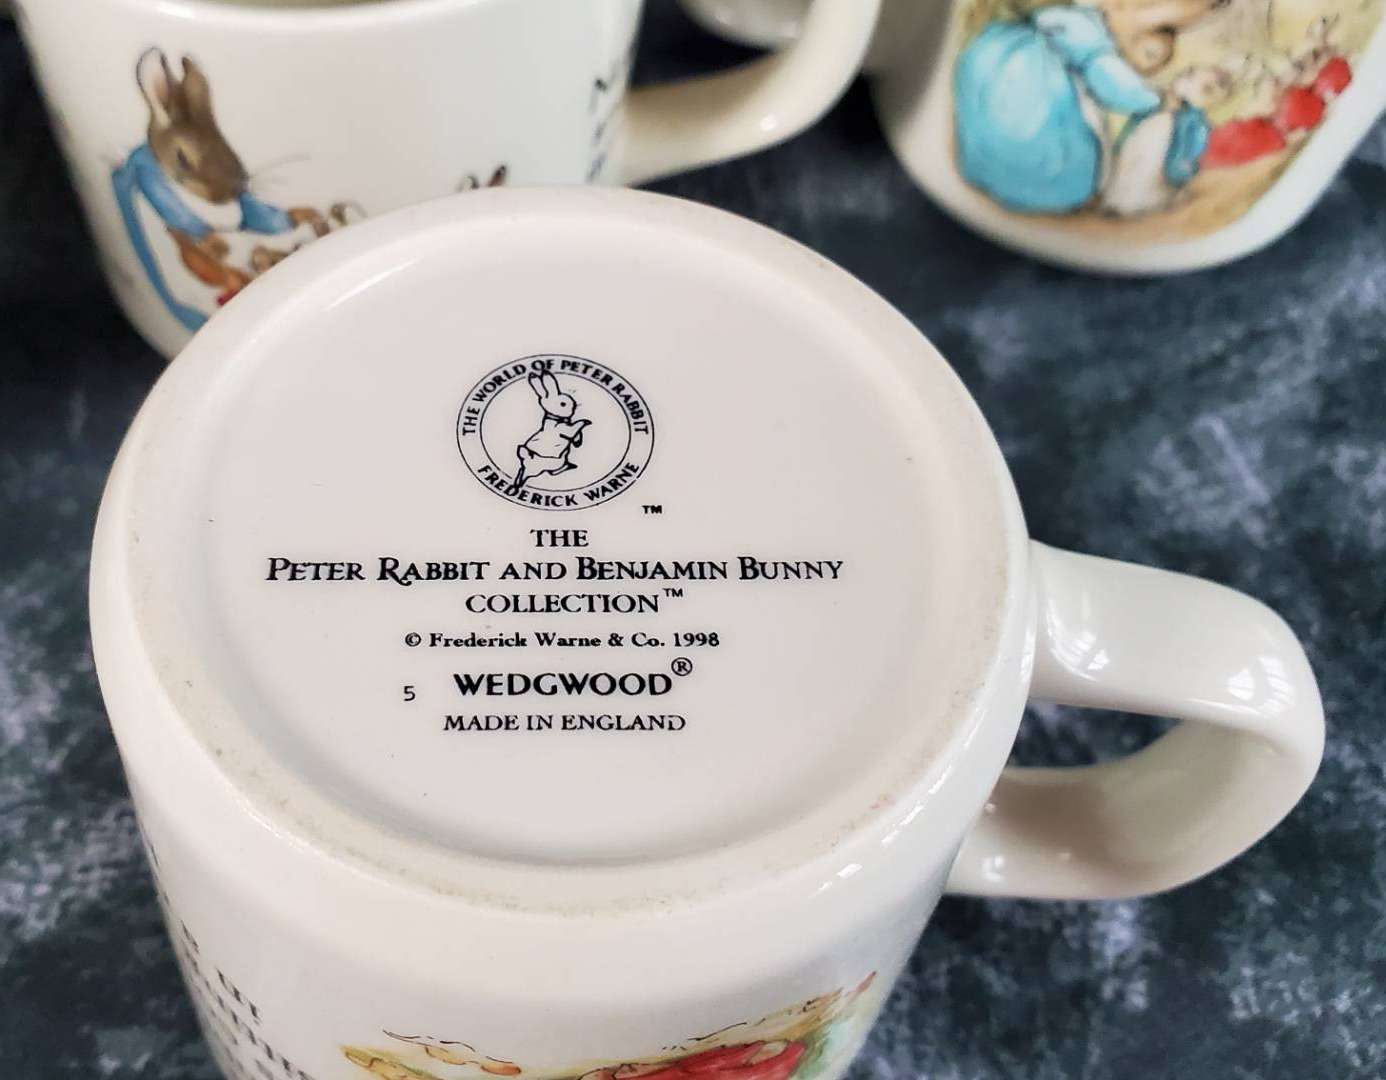 THE WORLD OF PETER RABBIT
FREDERICK WARNE
TM
THE
PETER RABBIT AND BENJAMIN BUNNY
COLLECTION™
© Frederick Warne & Co. 1998
5 WEDGWOOD®
MADE IN ENGLAND